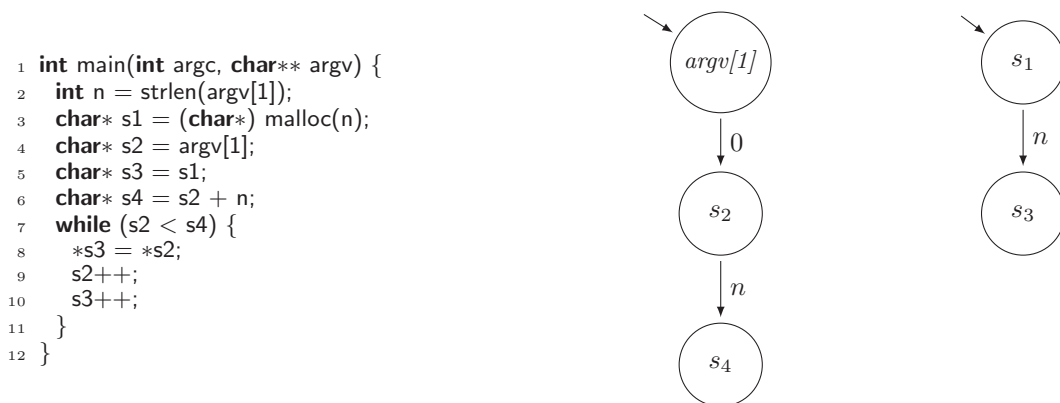 1 int main(int argc, char** argv) {
2 int n = strlen(argv[1]);
3 char* s1 = (char*) malloc(n);
4 char* s2 = argv[1];
5 char* s3 = s1;
6 char* s4 = s2 + n;
7 while (s2 < s4) {
8 *s3 = *s2;
9 s2++;
10 s3++;
11 }
12 }
argv[1]
0
s₂
n
s₄
s₁
n
s₃